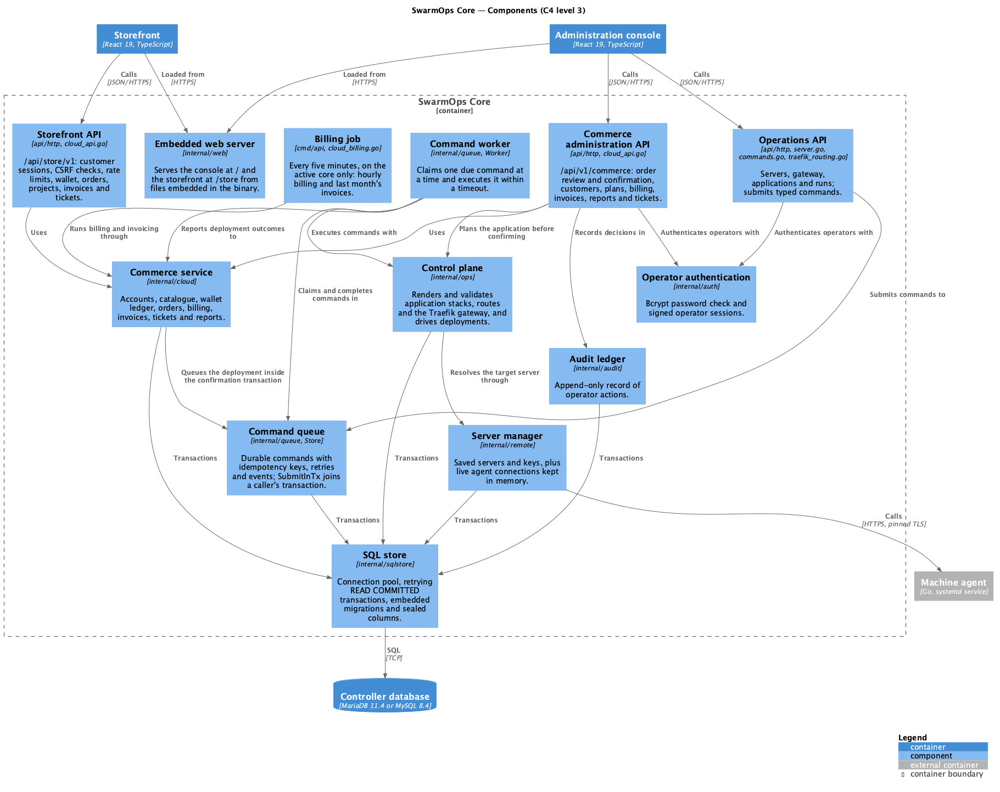 SwarmOps Core — Components (C4 level 3)
Storefront
[React 19, TypeScript]
Administration console
[React 19, TypeScript]
Calls
[JSON/HTTPS]
Loaded from
[HTTPS]
Loaded from
[HTTPS]
Calls
[JSON/HTTPS]
Calls
[JSON/HTTPS]
SwarmOps Core
[container]
Storefront API
[api/http, cloud_api.go]
/api/store/v1: customer
sessions, CSRF checks, rate
limits, wallet, orders,
projects, invoices and
tickets.
Embedded web server
[internal/web]
Serves the console at / and
the storefront at /store from
files embedded in the binary.
Billing job
[cmd/api, cloud_billing.go]
Every five minutes, on the
active core only: hourly
billing and last month's
invoices.
Command worker
[internal/queue, Worker]
Claims one due command at
a time and executes it within
a timeout.
Commerce
administration API
[api/http, cloud_api.go]
/api/v1/commerce: order
review and confirmation,
customers, plans, billing,
invoices, reports and tickets.
Operations API
[api/http, server.go,
commands.go, traefik_routing.go]
Servers, gateway,
applications and runs;
submits typed commands.
Uses
Runs billing and invoicing
through
Reports deployment outcomes
to
Executes commands with
Uses
Plans the application before
confirming
Records decisions in
Authenticates operators with
Authenticates operators with
Commerce service
[internal/cloud]
Accounts, catalogue, wallet
ledger, orders, billing,
invoices, tickets and reports.
Claims and completes
commands in
Control plane
[internal/ops]
Renders and validates
application stacks, routes
and the Traefik gateway, and
drives deployments.
Operator authentication
[internal/auth]
Bcrypt password check and
signed operator sessions.
Submits commands to
Queues the deployment inside
the confirmation transaction
Resolves the target server
through
Audit ledger
[internal/audit]
Append-only record of
operator actions.
Transactions
Command queue
[internal/queue, Store]
Durable commands with
idempotency keys, retries
and events; SubmitInTx joins
a caller's transaction.
Transactions
Server manager
[internal/remote]
Saved servers and keys, plus
live agent connections kept
in memory.
Transactions
Transactions
Transactions
Calls
[HTTPS, pinned TLS]
SQL store
[internal/sqlstore]
Connection pool, retrying
READ COMMITTED
transactions, embedded
migrations and sealed
columns.
Machine agent
[Go, systemd service]
SQL
[TCP]
Controller database
[MariaDB 11.4 or MySQL 8.4]
Legend
container
component
external container
container boundary